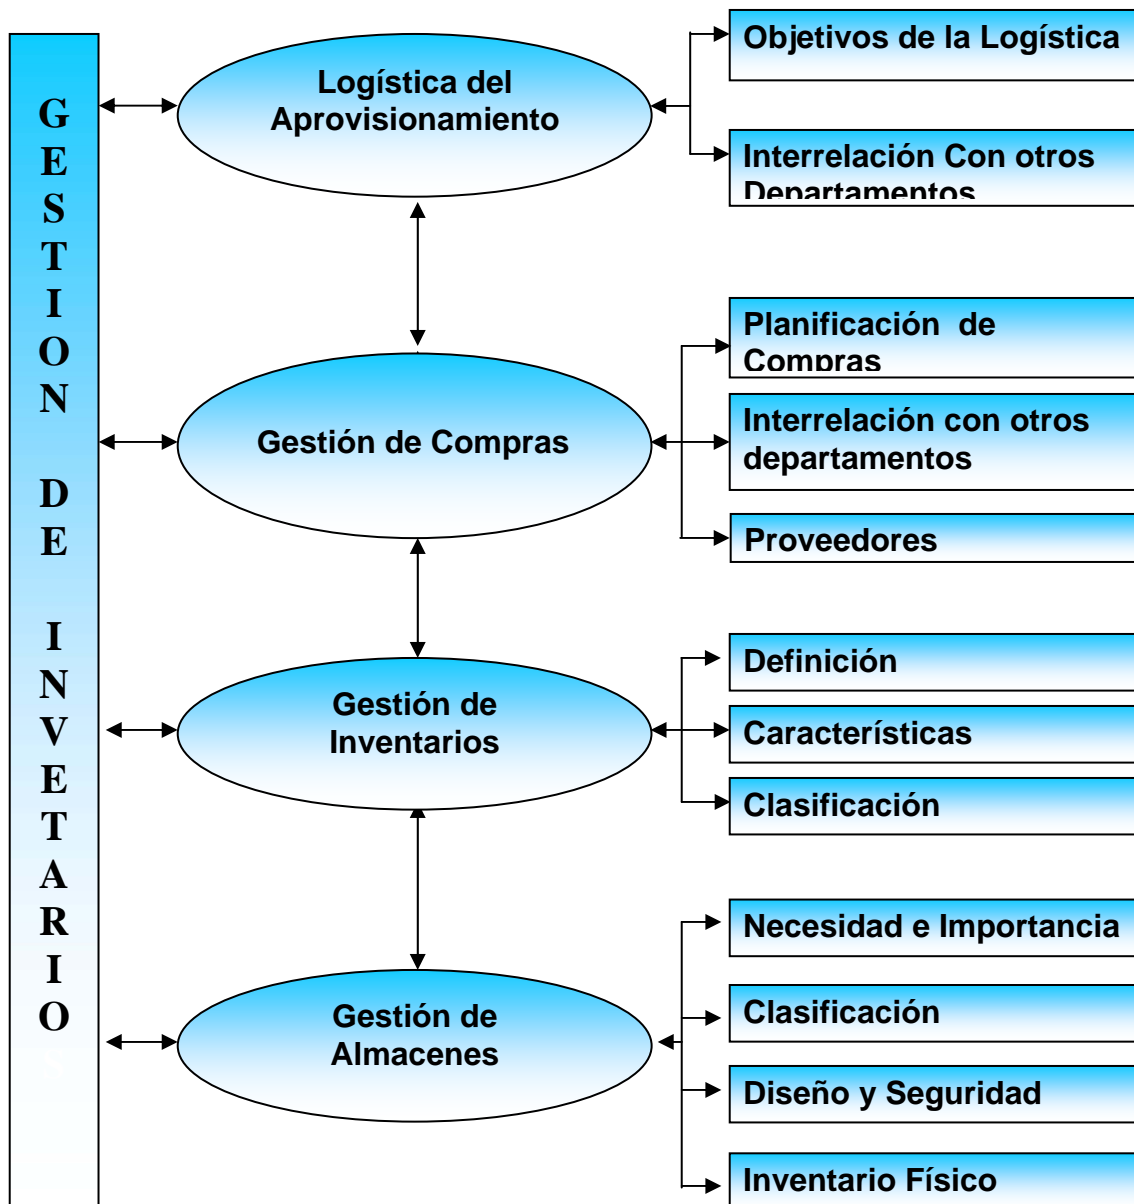 GESTION DE INVETARIO
Logística del
Aprovisionamiento
Objetivos de la Logística
Interrelación Con otros
Departamentos
Gestión de Compras
Planificación de
Compras
Interrelación con otros
departamentos
Proveedores
Gestión de
Inventarios
Definición
Características
Clasificación
Gestión de
Almacenes
Necesidad e Importancia
Clasificación
Diseño y Seguridad
Inventario Físico